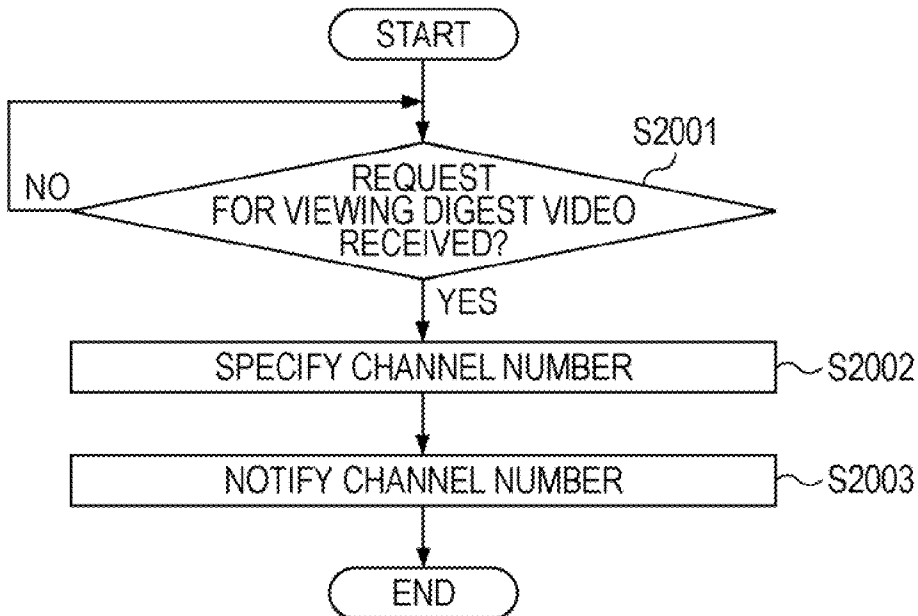 START
S2001
REQUEST
FOR VIEWING DIGEST VIDEO
RECEIVED?
NO
YES
SPECIFY CHANNEL NUMBER
S2002
NOTIFY CHANNEL NUMBER
S2003
END